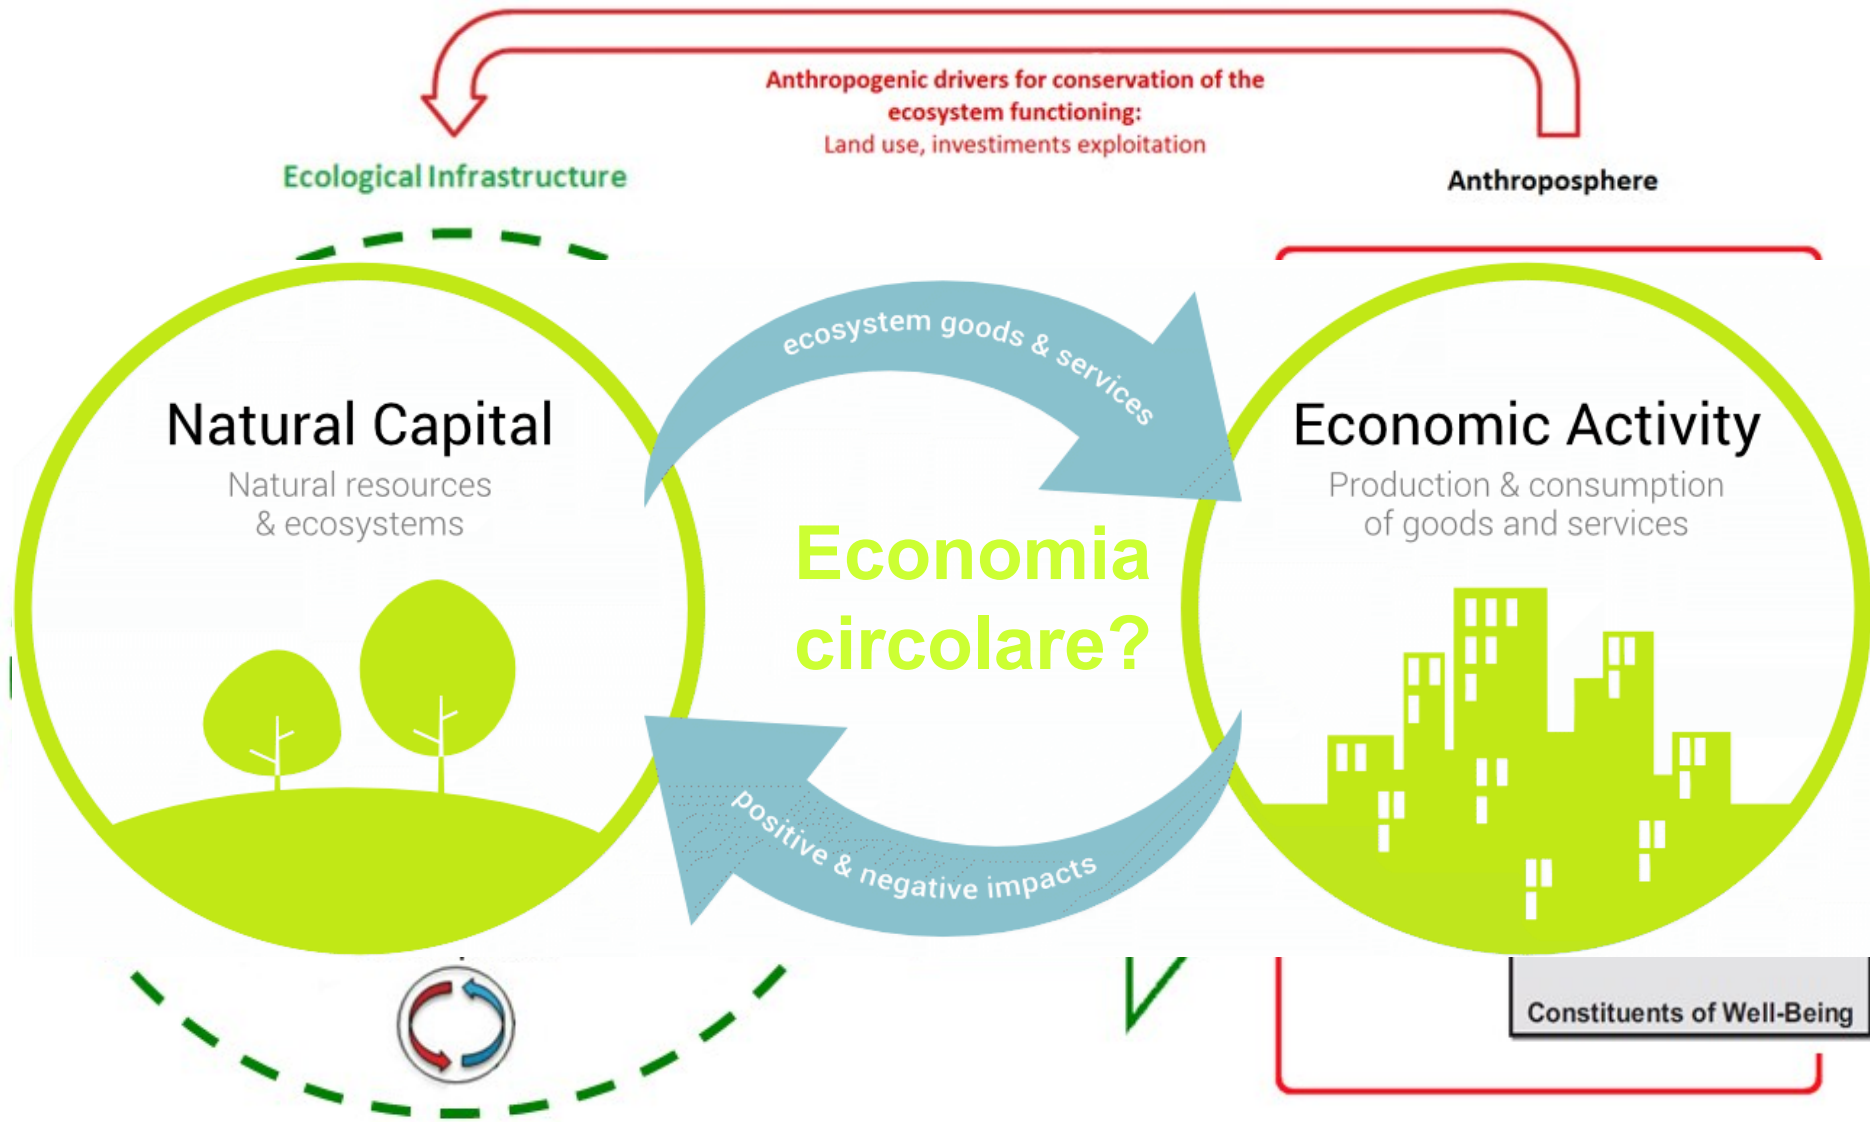 Anthropogenic drivers for conservation of the
ecosystem functioning:
Land use, investiments exploitation
Ecological Infrastructure
Anthroposphere
ecosystem goods & services
Natural Capital
Natural resources
& ecosystems
Economic Activity
Production & consumption
of goods and services
Economia
circolare?
positive & negative impacts
Constituents of Well-Being